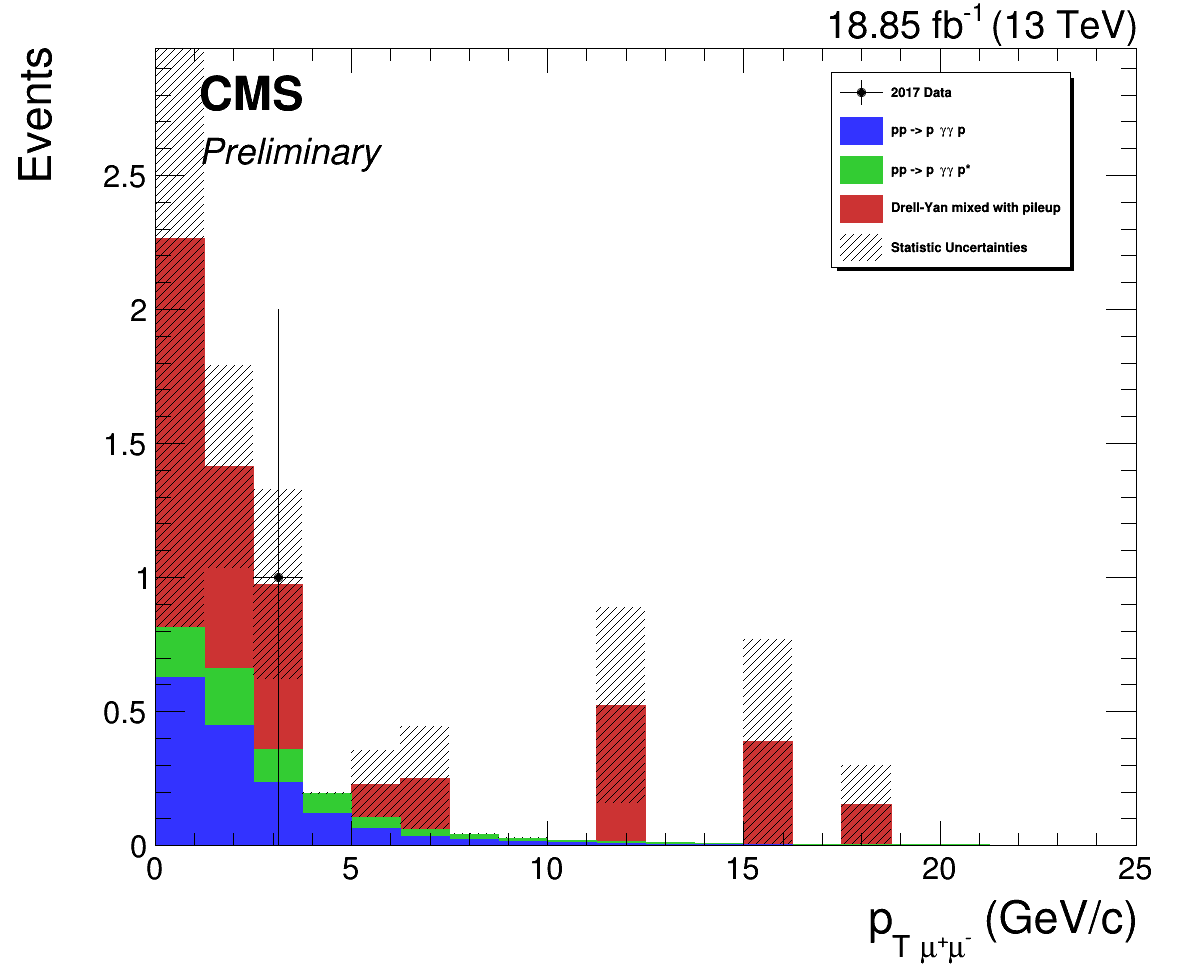 18.85 fb⁻¹ (13 TeV)
Events
CMS
Preliminary
2017 Data
pp -> p γγ p
pp -> p γγ p*
Drell-Yan mixed with pileup
Statistic Uncertainties
2.5
2
1.5
1
0.5
0
0 5 10 15 20 25
p_T μ⁺μ⁻ (GeV/c)